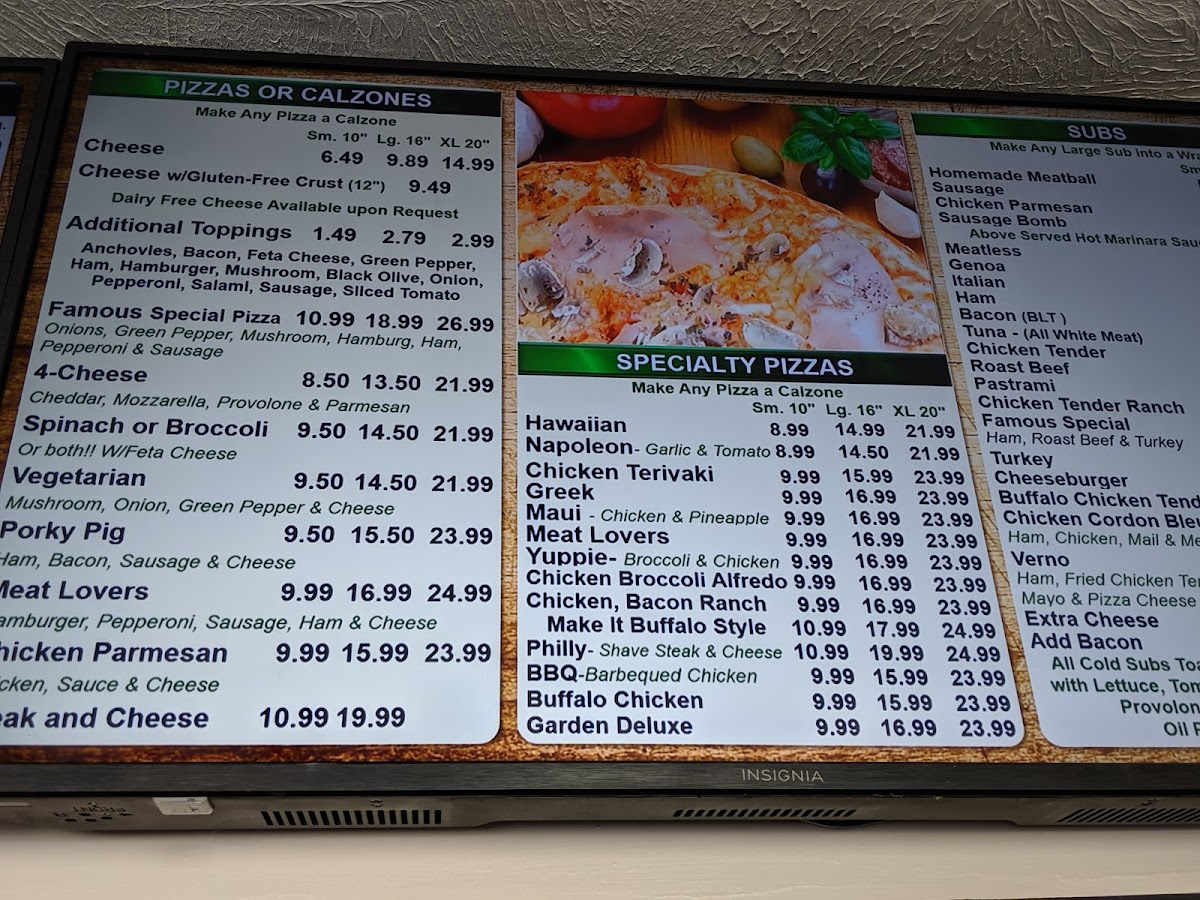 PIZZAS OR CALZONES
Make Any Pizza a Calzone
Sm. 10" Lg. 16" XL 20"
Cheese 6.49 9.89 14.99
Cheese w/Gluten-Free Crust (12") 9.49
Dairy Free Cheese Available upon Request
Additional Toppings 1.49 2.79 2.99
Anchovies, Bacon, Feta Cheese, Green Pepper,
Ham, Hamburger, Mushroom, Black Olive, Onion,
Pepperoni, Salami, Sausage, Sliced Tomato
Famous Special Pizza 10.99 18.99 26.99
Onions, Green Pepper, Mushroom, Hamburg, Ham,
Pepperoni & Sausage
4-Cheese 8.50 13.50 21.99
Cheddar, Mozzarella, Provolone & Parmesan
Spinach or Broccoli 9.50 14.50 21.99
Or both!! W/Feta Cheese
Vegetarian 9.50 14.50 21.99
Mushroom, Onion, Green Pepper & Cheese
Porky Pig 9.50 15.50 23.99
Ham, Bacon, Sausage & Cheese
Meat Lovers 9.99 16.99 24.99
amburger, Pepperoni, Sausage, Ham & Cheese
hicken Parmesan 9.99 15.99 23.99
cken, Sauce & Cheese
eak and Cheese 10.99 19.99
SPECIALTY PIZZAS
Make Any Pizza a Calzone
Sm. 10" Lg. 16" XL 20"
Hawaiian 8.99 14.99 21.99
Napoleon- Garlic & Tomato 8.99 14.50 21.99
Chicken Teriyaki 9.99 15.99 23.99
Greek 9.99 16.99 23.99
Maui - Chicken & Pineapple 9.99 16.99 23.99
Meat Lovers 9.99 16.99 23.99
Yuppie- Broccoli & Chicken 9.99 16.99 23.99
Chicken Broccoli Alfredo 9.99 16.99 23.99
Chicken, Bacon Ranch 9.99 16.99 23.99
Make It Buffalo Style 10.99 17.99 24.99
Philly- Shave Steak & Cheese 10.99 19.99 24.99
BBQ-Barbequed Chicken 9.99 15.99 23.99
Buffalo Chicken 9.99 15.99 23.99
Garden Deluxe 9.99 16.99 23.99
SUBS
Make Any Large Sub Into a Wr
Sm
Homemade Meatball
Sausage
Chicken Parmesan
Sausage Bomb
Above Served Hot Marinara Sau
Meatless
Genoa
Italian
Ham
Bacon (BLT )
Tuna - (All White Meat)
Chicken Tender
Roast Beef
Pastrami
Chicken Tender Ranch
Famous Special
Ham, Roast Beef & Turkey
Turkey
Cheeseburger
Buffalo Chicken Tend
Chicken Cordon Ble
Ham, Chicken, Mail & Me
Verno
Ham, Fried Chicken Te
Mayo & Pizza Cheese
Extra Cheese
Add Bacon
All Cold Subs Toa
with Lettuce, Tom
Provolon
Oil
INSIGNIA